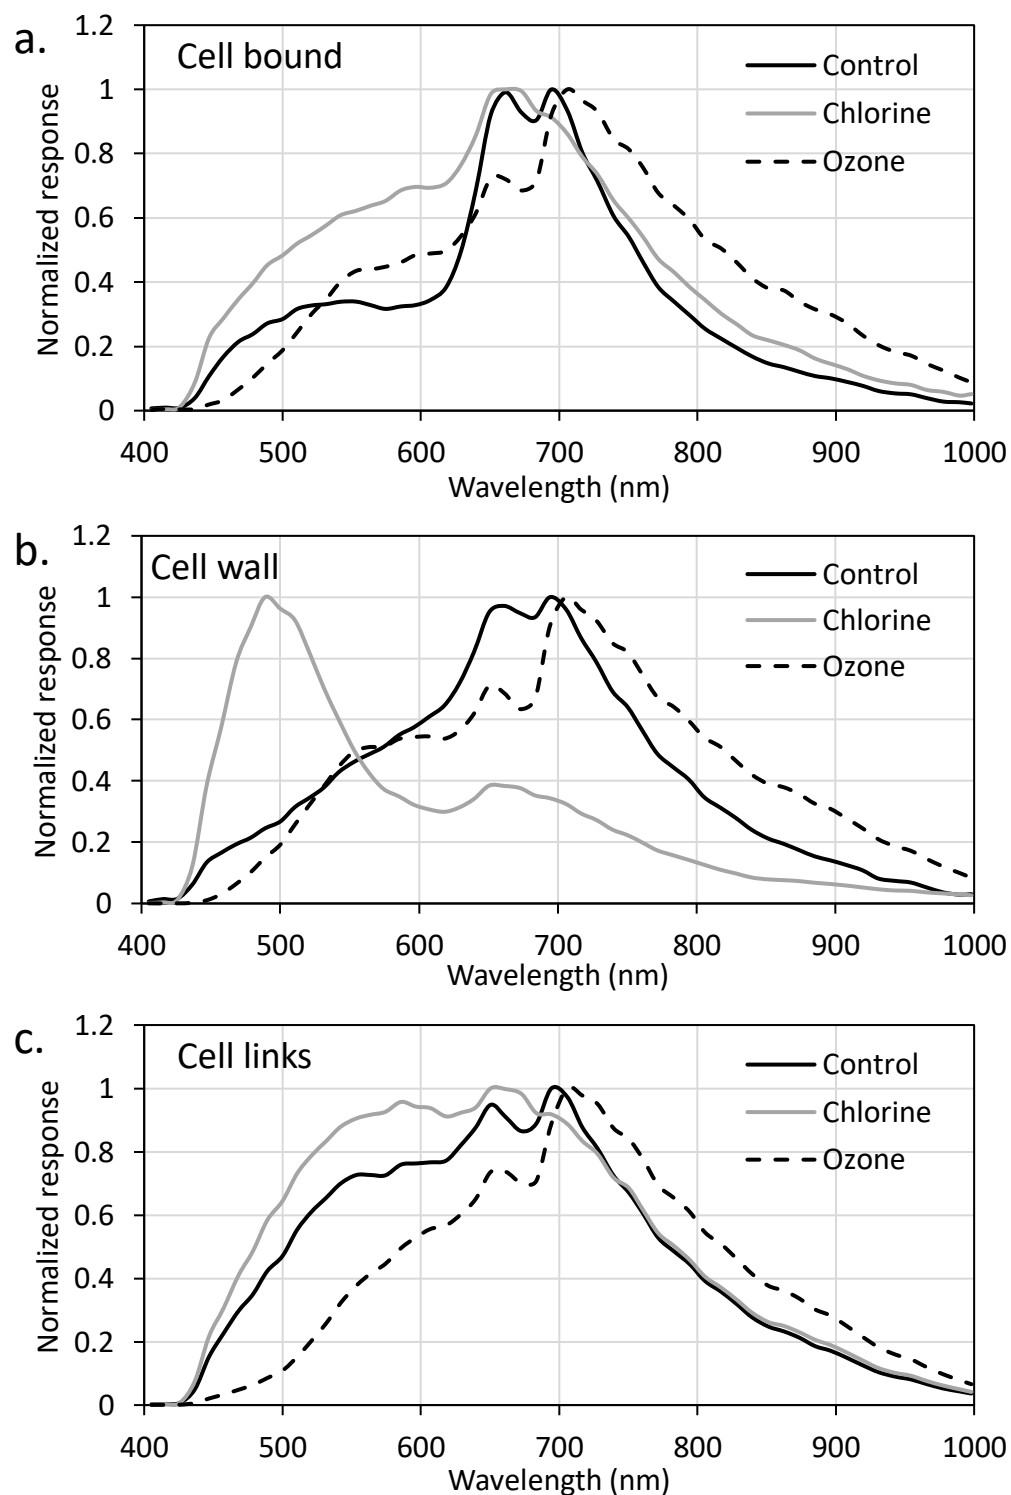 a.
Cell bound
Normalized response
1.2
1
0.8
0.6
0.4
0.2
0
Control
Chlorine
Ozone
400 500 600 700 800 900 1000
Wavelength (nm)
b.
Cell wall
Normalized response
1.2
1
0.8
0.6
0.4
0.2
0
Control
Chlorine
Ozone
400 500 600 700 800 900 1000
Wavelength (nm)
c.
Cell links
Normalized response
1.2
1
0.8
0.6
0.4
0.2
0
Control
Chlorine
Ozone
400 500 600 700 800 900 1000
Wavelength (nm)